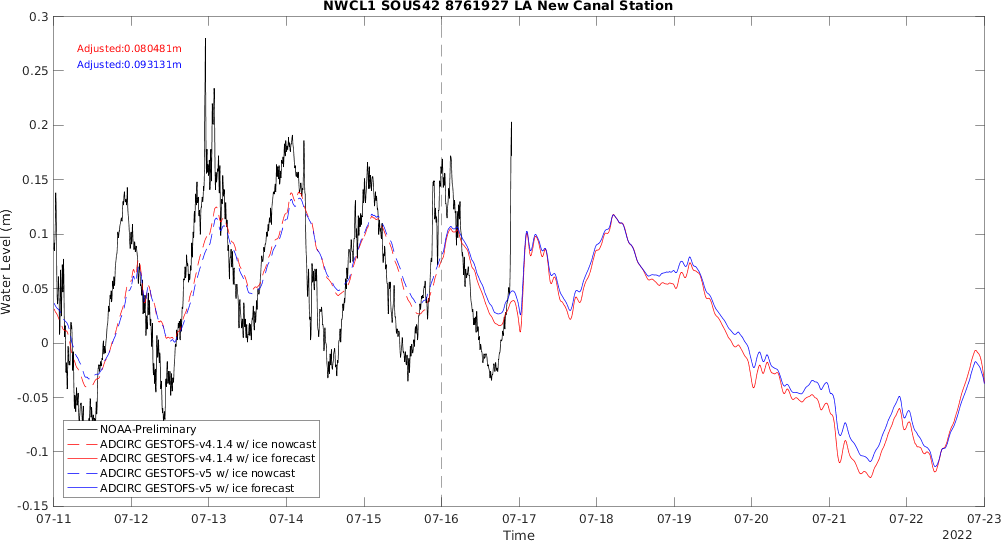 NWCL1 SOUS42 8761927 LA New Canal Station
Adjusted:0.080481m
Adjusted:0.093131m
Water Level (m)
0.3
0.25
0.2
0.15
0.1
0.05
0
-0.05
-0.1
-0.15
NOAA-Preliminary
ADCIRC GESTOFS-v4.1.4 w/ ice nowcast
ADCIRC GESTOFS-v4.1.4 w/ ice forecast
ADCIRC GESTOFS-v5 w/ ice nowcast
ADCIRC GESTOFS-v5 w/ ice forecast
07-11 07-12 07-13 07-14 07-15 07-16 07-17 07-18 07-19 07-20 07-21 07-22 07-23
Time
2022